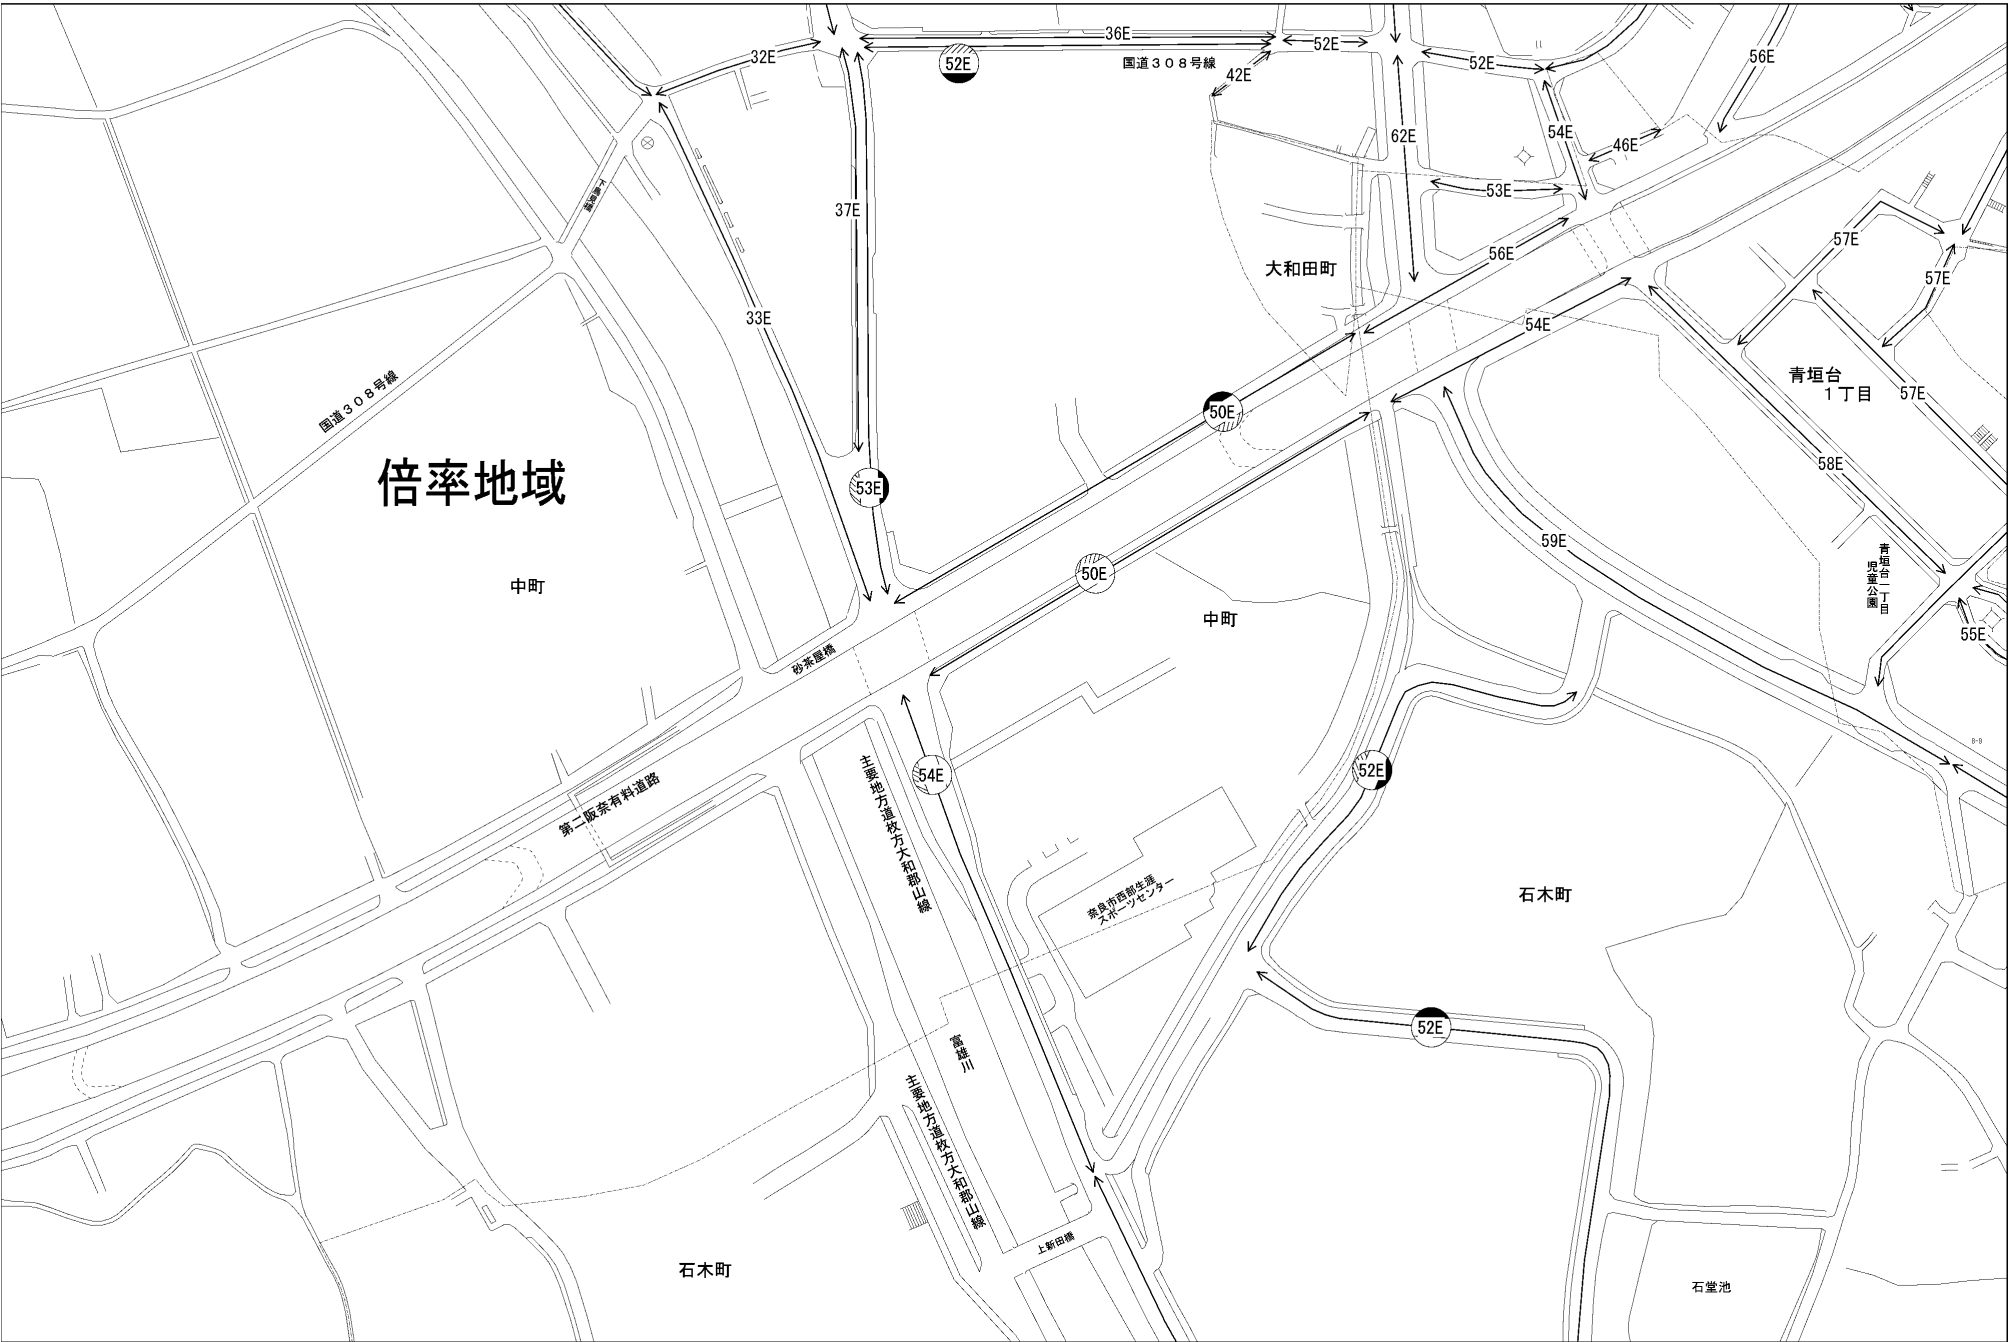 36E
32E
52E
52E
52E
56E
国道308号線
42E
62E
54E
46E
下鳥見橋
53E
37E
57E
56E
大和田町
57E
33E
54E
青垣台
1丁目
国道308号線
50E
57E
58E
倍率地域
53E
59E
50E
青垣台一丁目
児童公園
中町
中町
55E
砂茶屋橋
8-9
52E
54E
第二阪奈有料道路
主要地方道枚方大和郡山線
奈良市西部生涯
スポーツセンター
石木町
52E
富雄川
主要地方道枚方大和郡山線
上新田橋
石木町
石堂池